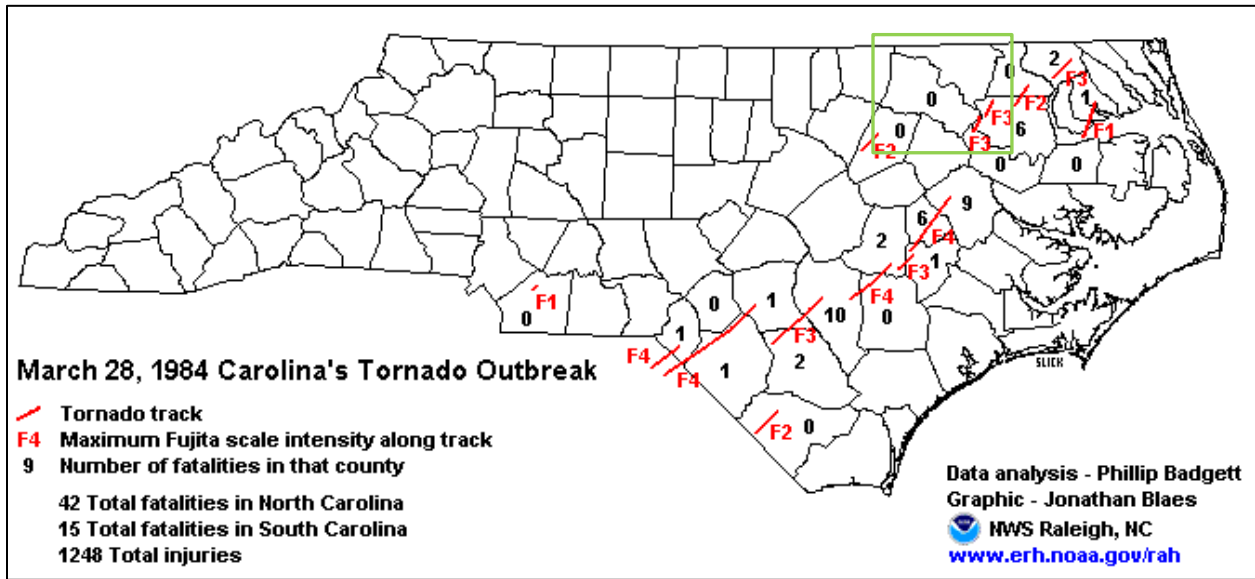 2
0
F3
0
1
F2
F3
0
6
F1
F3
F2
0
0
9
6
2
F4
1
F3
F4
F1
0
1
0
10
0
1
F3
F4
2
1
F4
SLICK
F2
0
March 28, 1984 Carolina's Tornado Outbreak
Tornado track
F4 Maximum Fujita scale intensity along track
9 Number of fatalities in that county
42 Total fatalities in North Carolina
15 Total fatalities in South Carolina
1248 Total injuries
Data analysis - Phillip Badgett
Graphic - Jonathan Blaes
NWS Raleigh, NC
www.erh.noaa.gov/rah